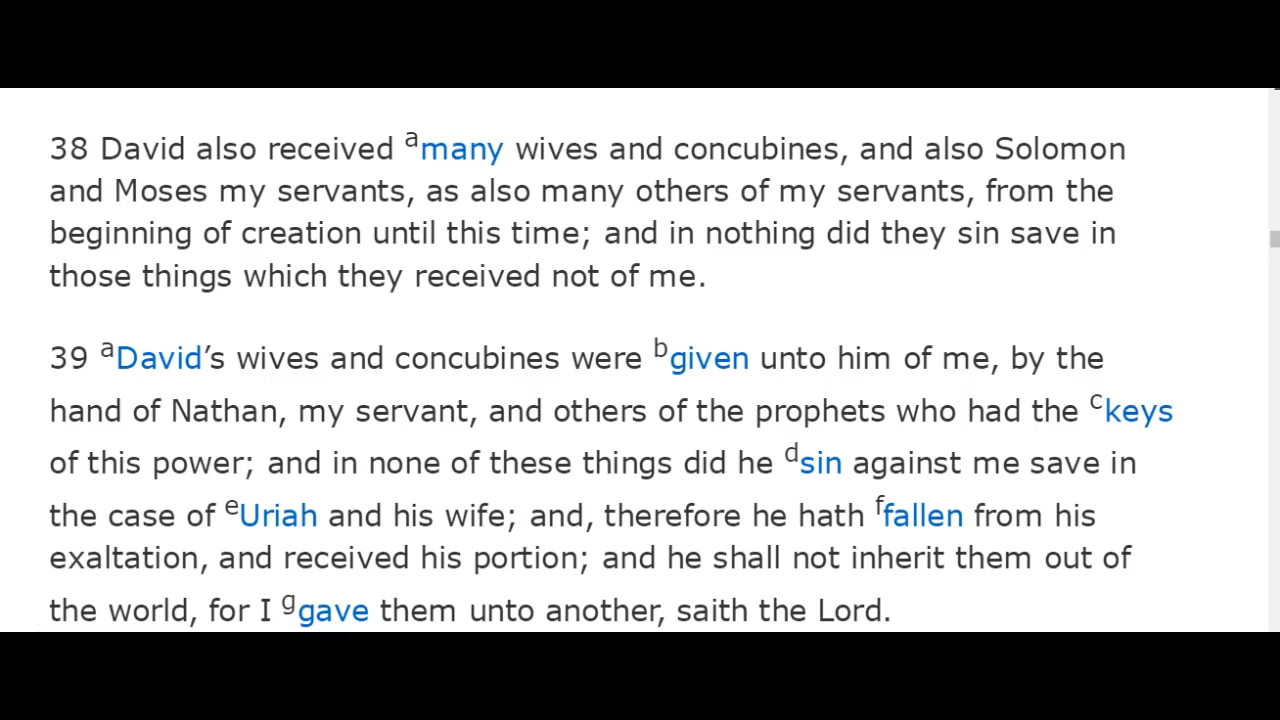 38 David also received ᵃmany wives and concubines, and also Solomon
and Moses my servants, as also many others of my servants, from the
beginning of creation until this time; and in nothing did they sin save in
those things which they received not of me.
39 ᵃDavid’s wives and concubines were ᵇgiven unto him of me, by the
hand of Nathan, my servant, and others of the prophets who had the ᶜkeys
of this power; and in none of these things did he ᵈsin against me save in
the case of ᵉUriah and his wife; and, therefore he hath ᶠfallen from his
exaltation, and received his portion; and he shall not inherit them out of
the world, for I ᵍgave them unto another, saith the Lord.